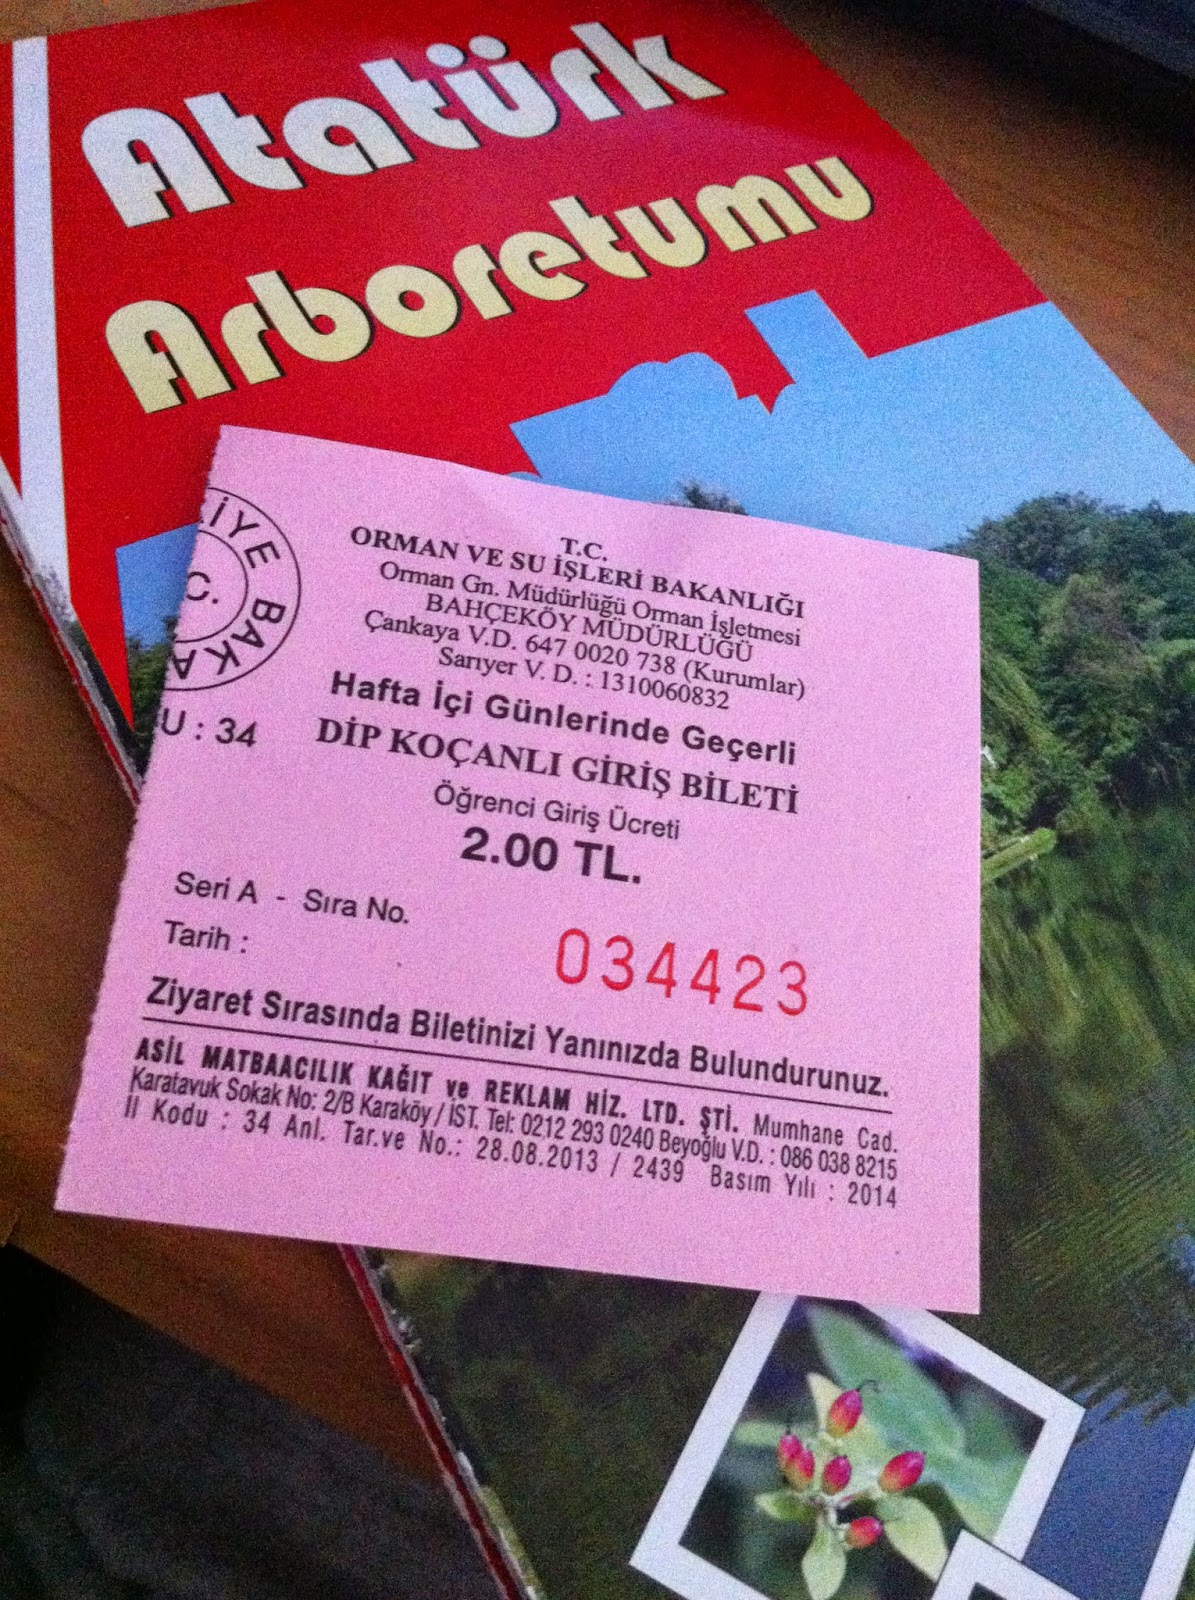 Atatürk
Arboretumu
İYE BAKA
C.
U : 34
T.C.
ORMAN VE SU İŞLERİ BAKANLIĞI
Orman Gn. Müdürlüğü Orman İşletmesi
BAHÇEKÖY MÜDÜRLÜĞÜ
Çankaya V.D. 647 0020 738 (Kurumlar)
Sarıyer V. D. : 1310060832
Hafta İçi Günlerinde Geçerli
DİP KOÇANLI GİRİŞ BİLETİ
Öğrenci Giriş Ücreti
2.00 TL.
Seri A - Sıra No.
034423
Tarih :
Ziyaret Sırasında Biletinizi Yanınızda Bulundurunuz.
ASİL MATBAACILIK KAĞIT ve REKLAM HİZ. LTD. ŞTİ. Mumhane Cad.
Karatavuk Sokak No: 2/B Karaköy / İST. Tel: 0212 293 0240 Beyoğlu V.D. : 086 038 8215
İl Kodu : 34 Anl. Tar.ve No.: 28.08.2013 / 2439 Basım Yılı : 2014